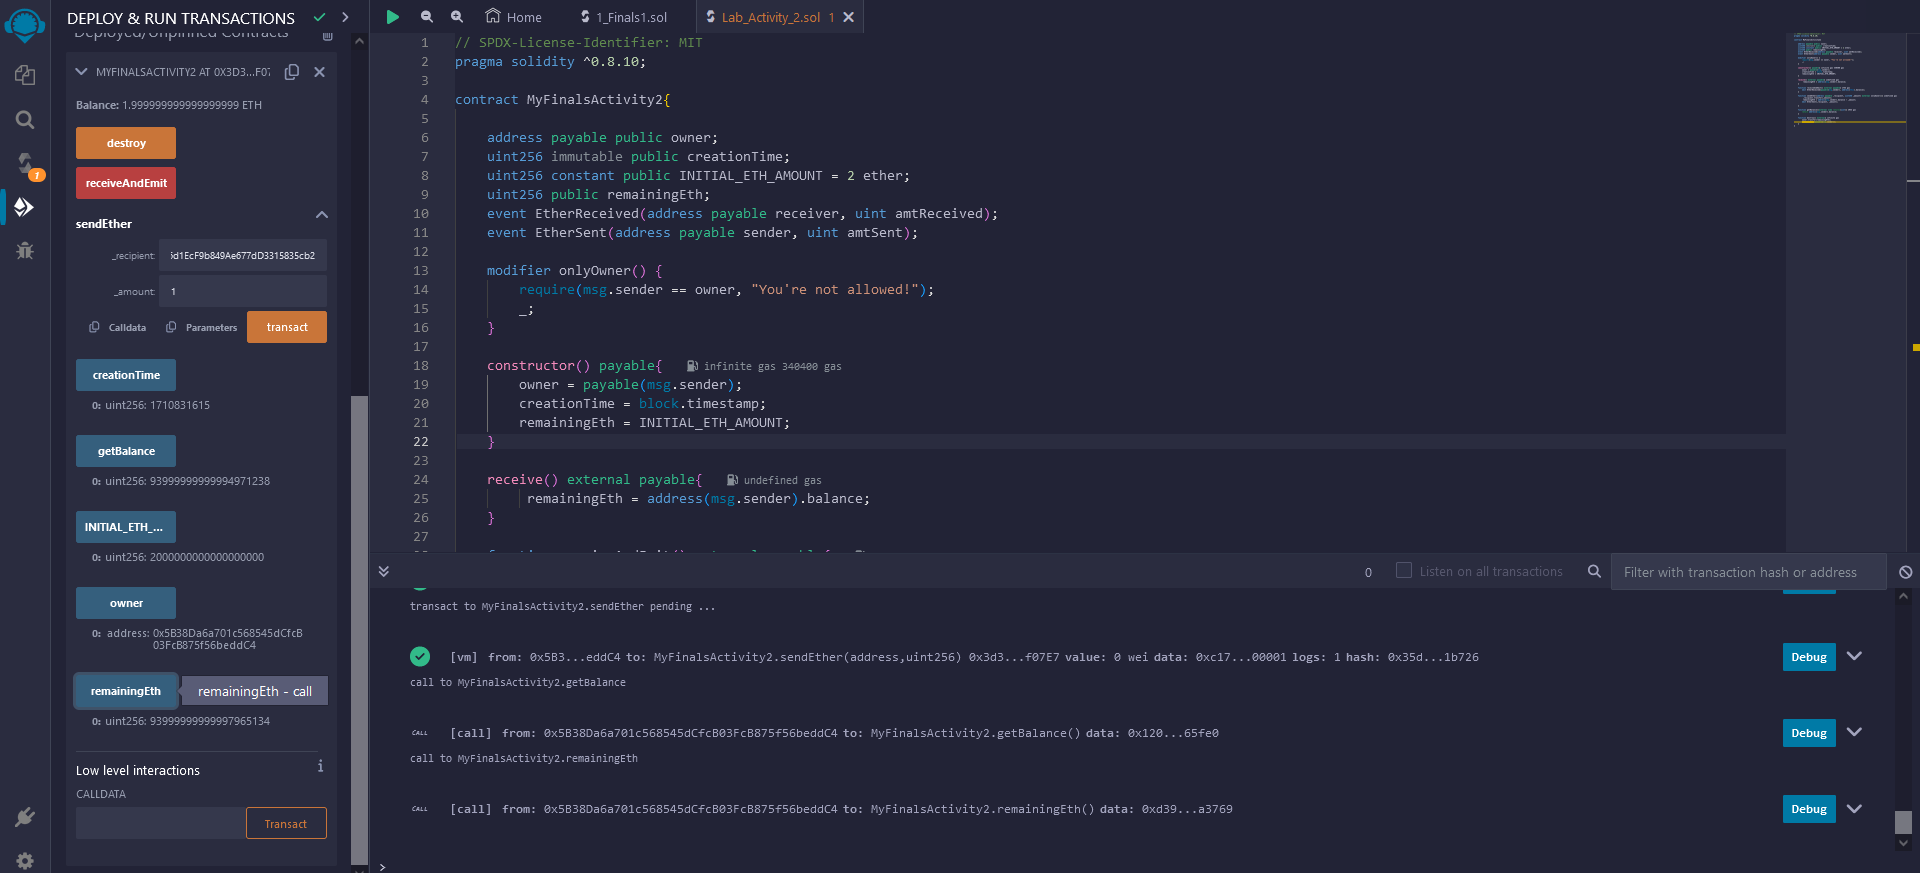 DEPLOY & RUN TRANSACTIONS
Deployed/Unpinned Contracts
MYFINALSACTIVITY2 AT 0X3D3...F07
Balance: 1.999999999999999999 ETH
destroy
receiveAndEmit
sendEther
_recipient:
id1EcF9b849Ae677dD3315835cb2
_amount:
1
Calldata
Parameters
transact
creationTime
0: uint256: 1710831615
getBalance
0: uint256: 93999999999994971238
INITIAL_ETH_...
0: uint256: 2000000000000000000
owner
0: address: 0x5B38Da6a701c568545dCfcB
03FcB875f56beddC4
remainingEth
remainingEth - call
0: uint256: 93999999999997965134
Low level interactions
CALLDATA
Transact
1
Home
1_Finals1.sol
Lab_Activity_2.sol 1
1 // SPDX-License-Identifier: MIT
2 pragma solidity ^0.8.10;
3
4 contract MyFinalsActivity2{
5
6 address payable public owner;
7 uint256 immutable public creationTime;
8 uint256 constant public INITIAL_ETH_AMOUNT = 2 ether;
9 uint256 public remainingEth;
10 event EtherReceived(address payable receiver, uint amtReceived);
11 event EtherSent(address payable sender, uint amtSent);
12
13 modifier onlyOwner() {
14 require(msg.sender == owner, "You're not allowed!");
15 _;
16 }
17
18 constructor() payable{ infinite gas 340400 gas
19 owner = payable(msg.sender);
20 creationTime = block.timestamp;
21 remainingEth = INITIAL_ETH_AMOUNT;
22 }
23
24 receive() external payable{ undefined gas
25 remainingEth = address(msg.sender).balance;
26 }
27
0
Listen on all transactions
Filter with transaction hash or address
transact to MyFinalsActivity2.sendEther pending ...
[vm] from: 0x5B3...eddC4 to: MyFinalsActivity2.sendEther(address,uint256) 0x3d3...f07E7 value: 0 wei data: 0xc17...00001 logs: 1 hash: 0x35d...1b726
Debug
call to MyFinalsActivity2.getBalance
CALL [call] from: 0x5B38Da6a701c568545dCfcB03FcB875f56beddC4 to: MyFinalsActivity2.getBalance() data: 0x120...65fe0
Debug
call to MyFinalsActivity2.remainingEth
CALL [call] from: 0x5B38Da6a701c568545dCfcB03FcB875f56beddC4 to: MyFinalsActivity2.remainingEth() data: 0xd39...a3769
Debug
>